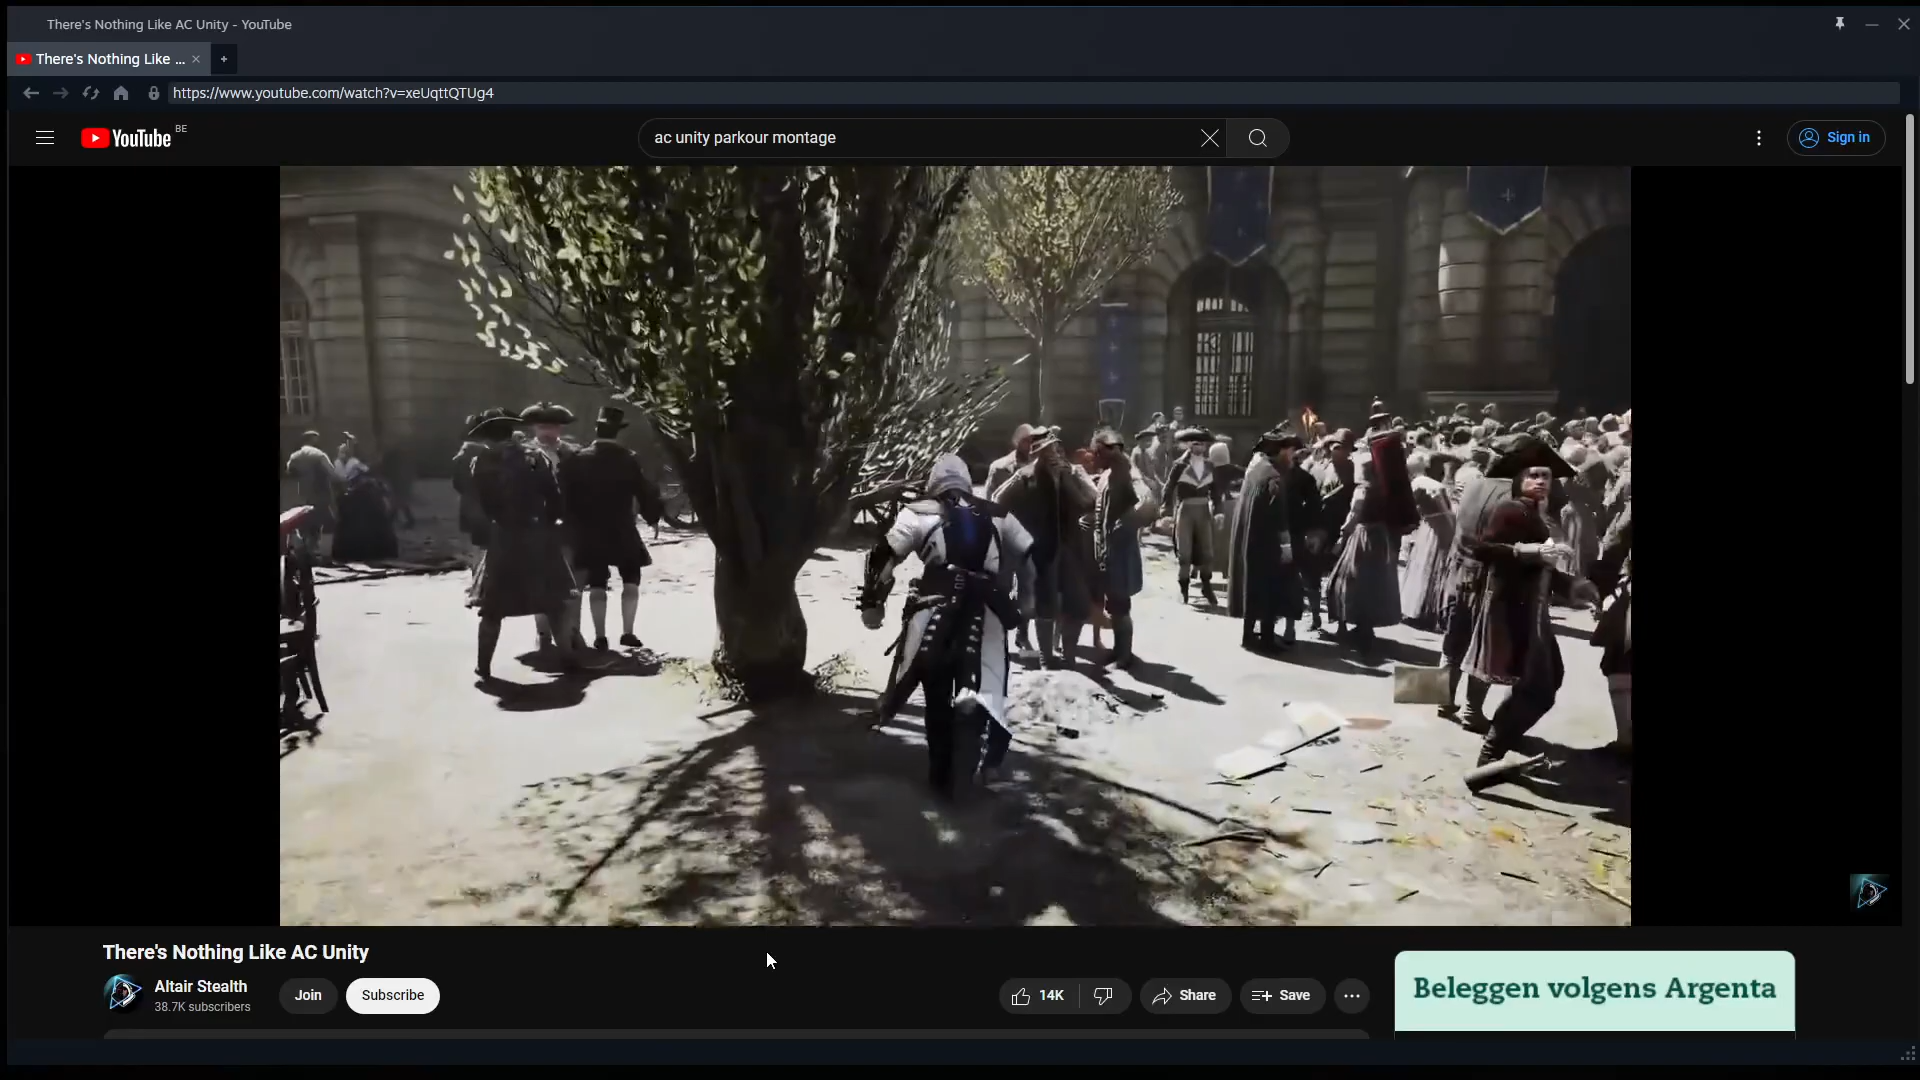 There's Nothing Like AC Unity - YouTube
There's Nothing Like ...
https://www.youtube.com/watch?v=xeUqttQTUg4
YouTube BE
ac unity parkour montage
Sign in
There's Nothing Like AC Unity
Altair Stealth
38.7K subscribers
Join
Subscribe
14K
Share
Save
Beleggen volgens Argenta